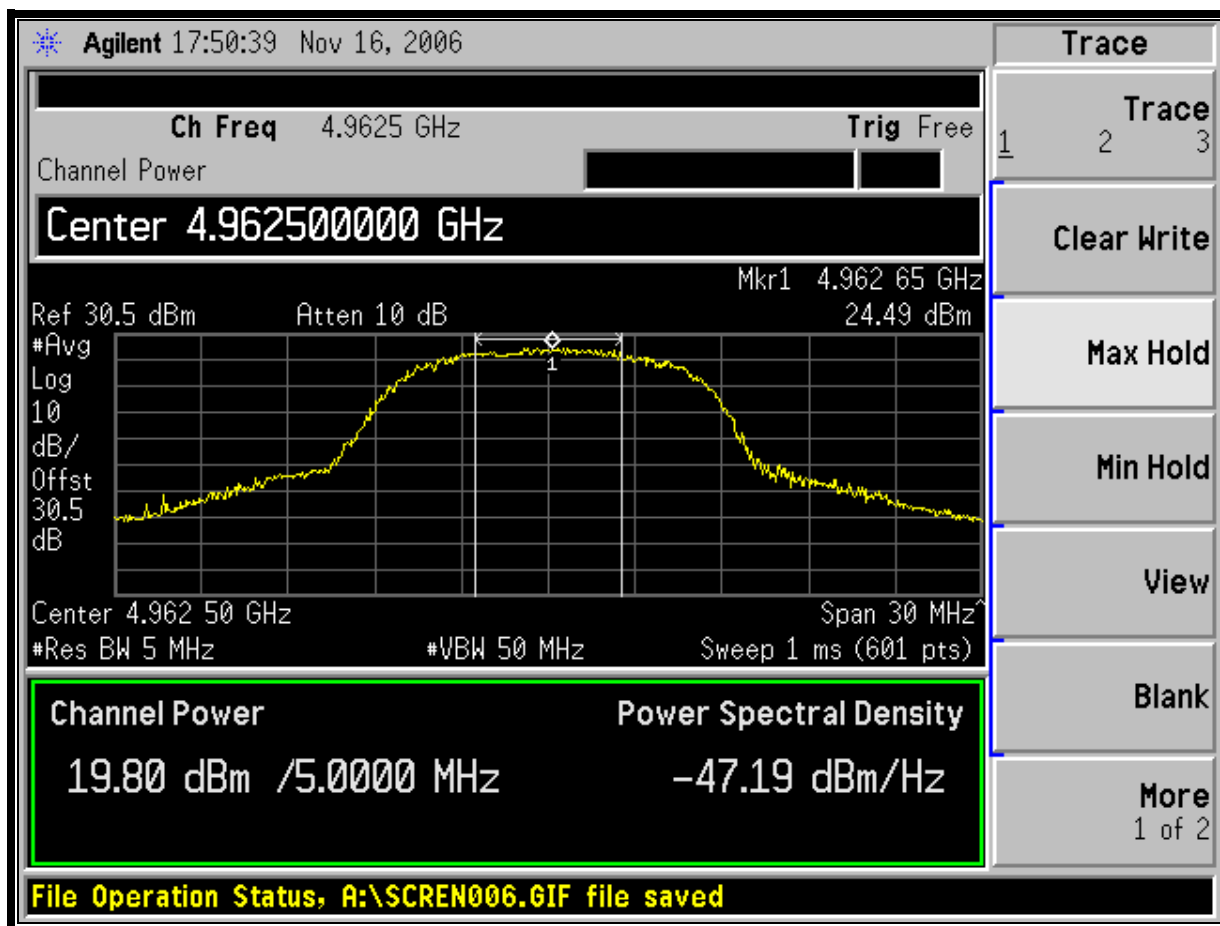 Agilent 17:50:39 Nov 16, 2006
Trace
Ch Freq 4.9625 GHz Trig Free
Channel Power
Trace
1 2 3
Center 4.962500000 GHz
Clear Write
Mkr1 4.962 65 GHz
Ref 30.5 dBm Atten 10 dB 24.49 dBm
#Avg
Log
10
dB/
Offst
30.5
dB
1
Max Hold
Min Hold
View
Center 4.962 50 GHz Span 30 MHz^
#Res BW 5 MHz #VBW 50 MHz Sweep 1 ms (601 pts)
Blank
Channel Power Power Spectral Density
19.80 dBm /5.0000 MHz -47.19 dBm/Hz
More
1 of 2
File Operation Status, A:\SCREN006.GIF file saved